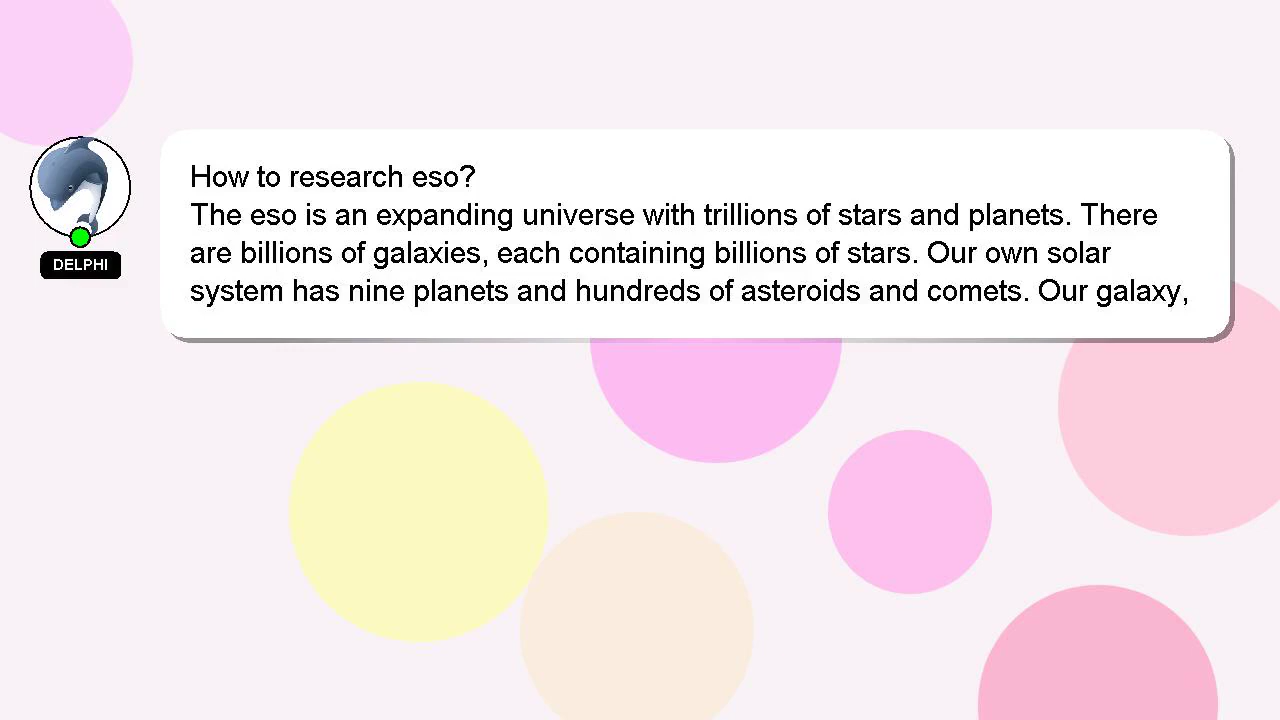 How to research eso?
The eso is an expanding universe with trillions of stars and planets. There
are billions of galaxies, each containing billions of stars. Our own solar
system has nine planets and hundreds of asteroids and comets. Our galaxy,
DELPHI